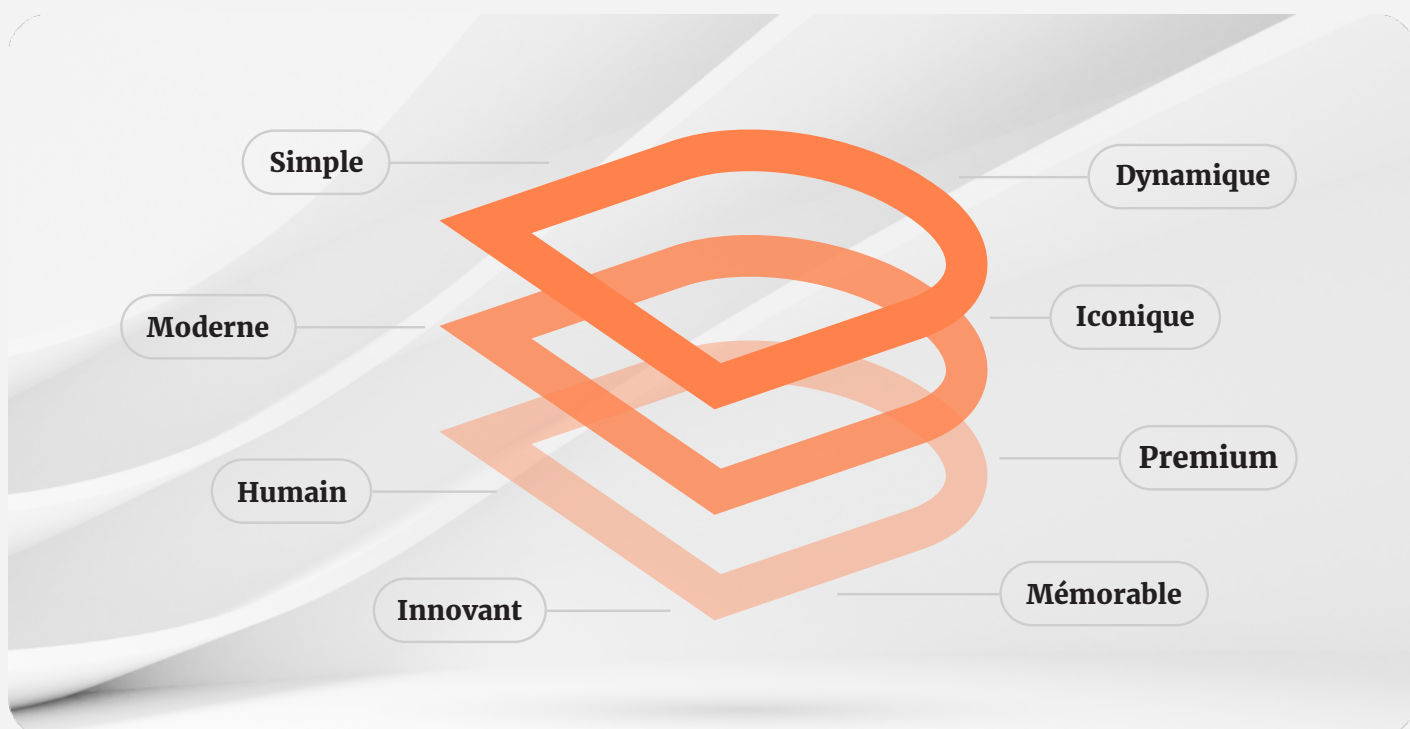 Simple
Dynamique
Moderne
Iconique
Humain
Premium
Innovant
Mémorable